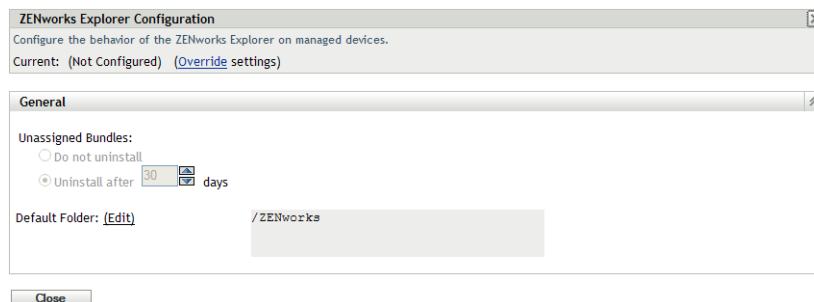 ZENworks Explorer Configuration
Configure the behavior of the ZENworks Explorer on managed devices.
Current: (Not Configured) (Override settings)
General
Unassigned Bundles:
Do not uninstall
Uninstall after 30 days
Default Folder: (Edit) /ZENworks
Close